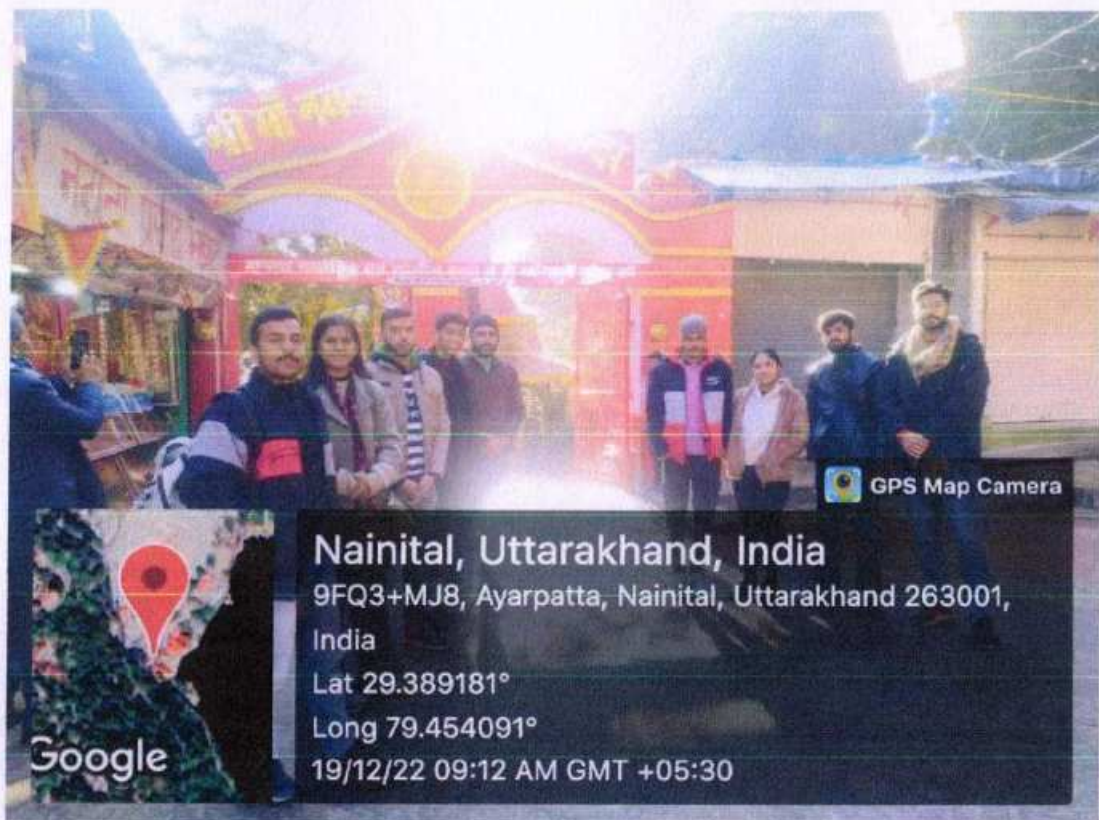 GPS Map Camera
Nainital, Uttarakhand, India
9FQ3+MJ8, Ayarpatta, Nainital, Uttarakhand 263001,
India
Lat 29.389181°
Long 79.454091°
19/12/22 09:12 AM GMT +05:30
Google